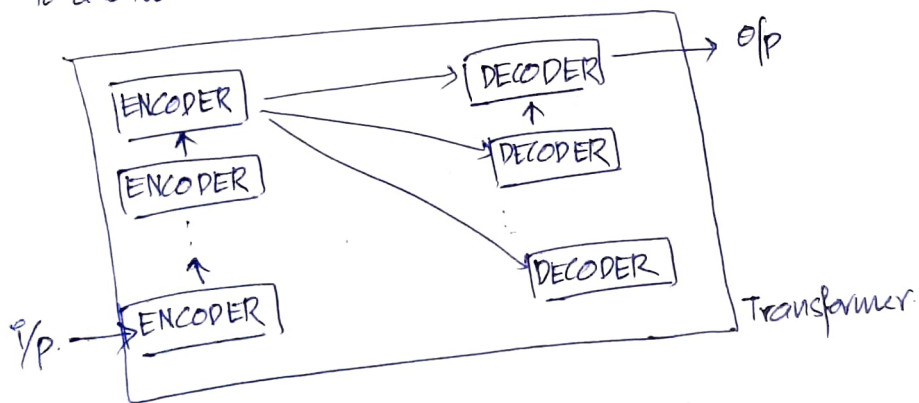 O/p
ENCODER
DECODER
DECODER
ENCODER
DECODER
ENCODER
i/p.
Transformer.